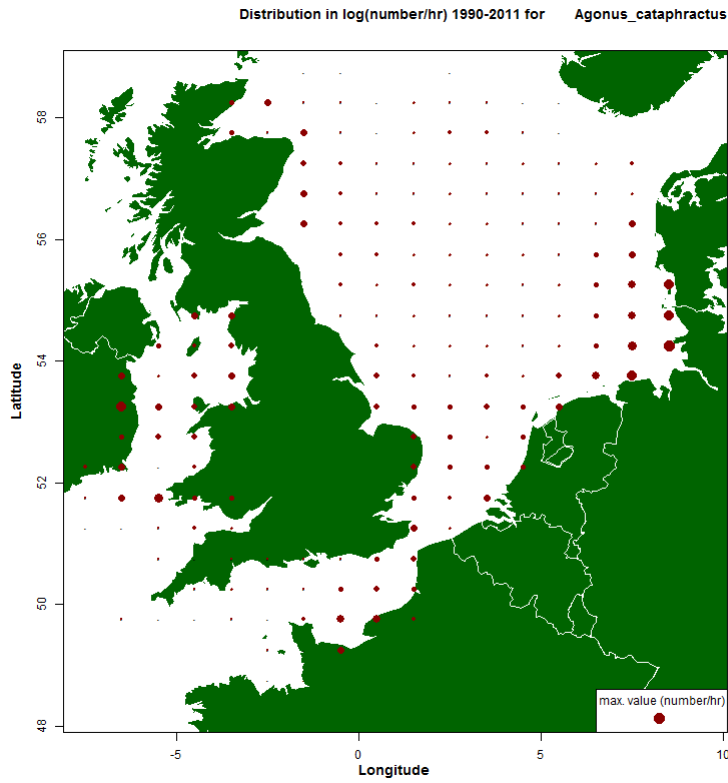 Distribution in log(number/hr) 1990-2011 for Agonus_cataphractus
58
56
54
52
50
48
Latitude
-5
0
5
10
Longitude
max. value (number/hr)